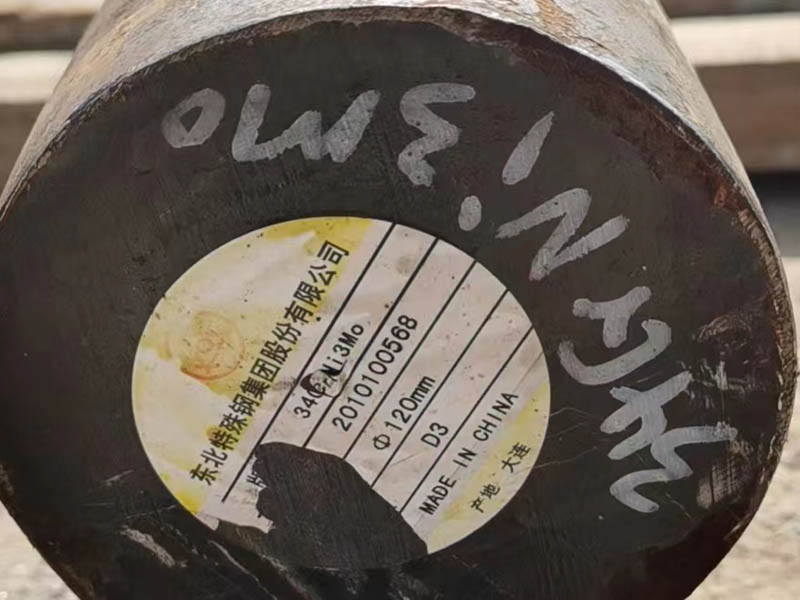 34CrNi3Mo
东北特殊钢集团股份有限公司
34CrNi3Mo
2010100568
Φ120mm
D3
MADE IN CHINA
产地·大连